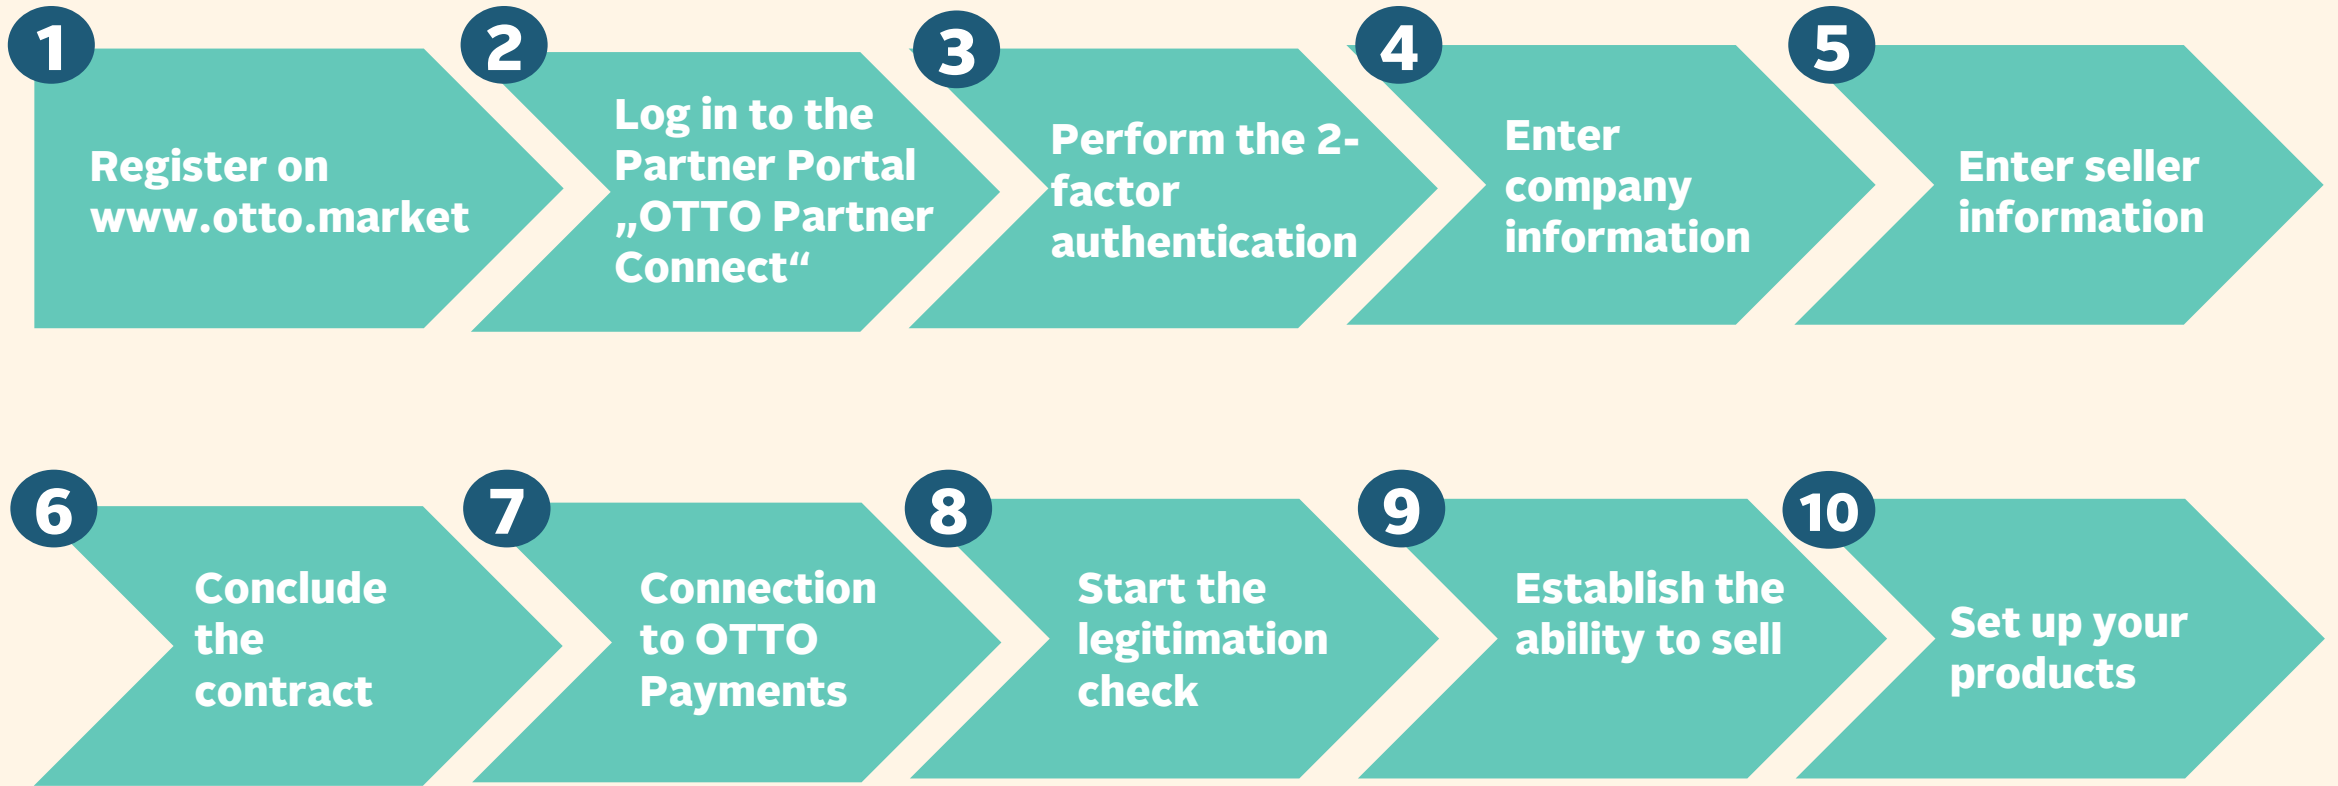 1
Register on
www.otto.market
2
Log in to the
Partner Portal
„OTTO Partner
Connect“
3
Perform the 2-
factor
authentication
4
Enter
company
information
5
Enter seller
information
6
Conclude
the
contract
7
Connection
to OTTO
Payments
8
Start the
legitimation
check
9
Establish the
ability to sell
10
Set up your
products